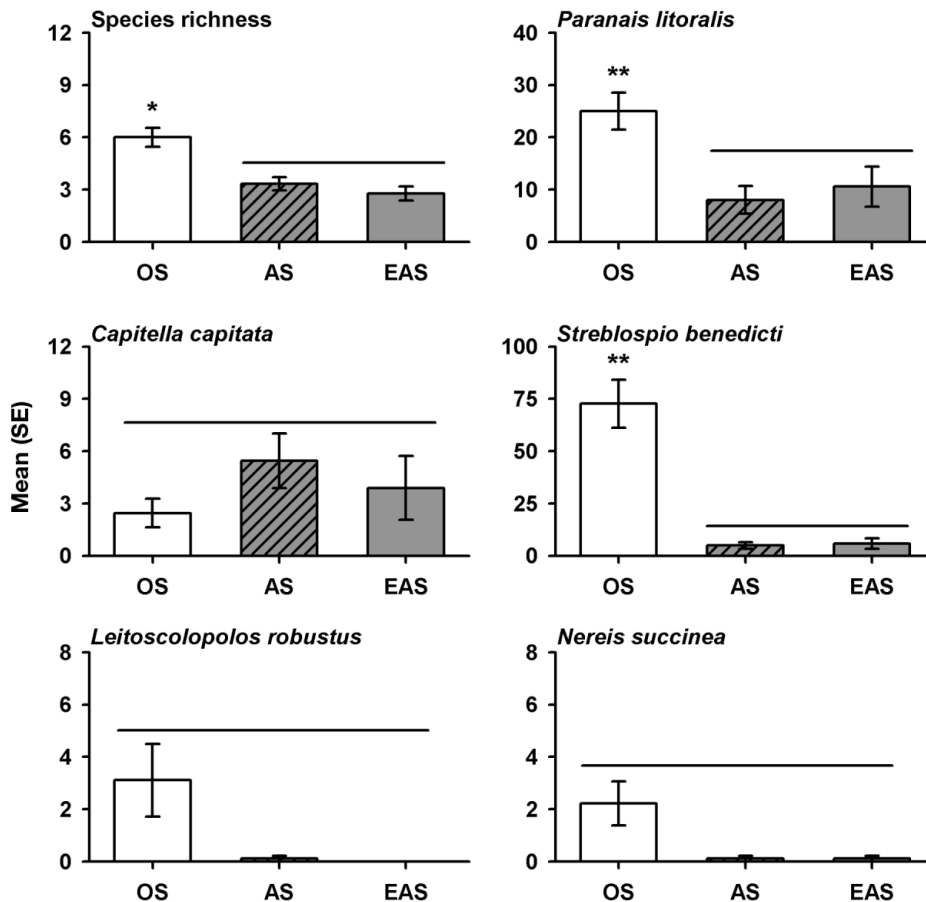 Species richness
12
9
6
3
0
*
OS AS EAS
Paranais litoralis
40
30
20
10
0
**
OS AS EAS
Mean (SE)
Capitella capitata
12
9
6
3
0
OS AS EAS
Streblospio benedicti
100
75
50
25
0
**
OS AS EAS
Leitoscolopolos robustus
8
6
4
2
0
OS AS EAS
Nereis succinea
8
6
4
2
0
OS AS EAS